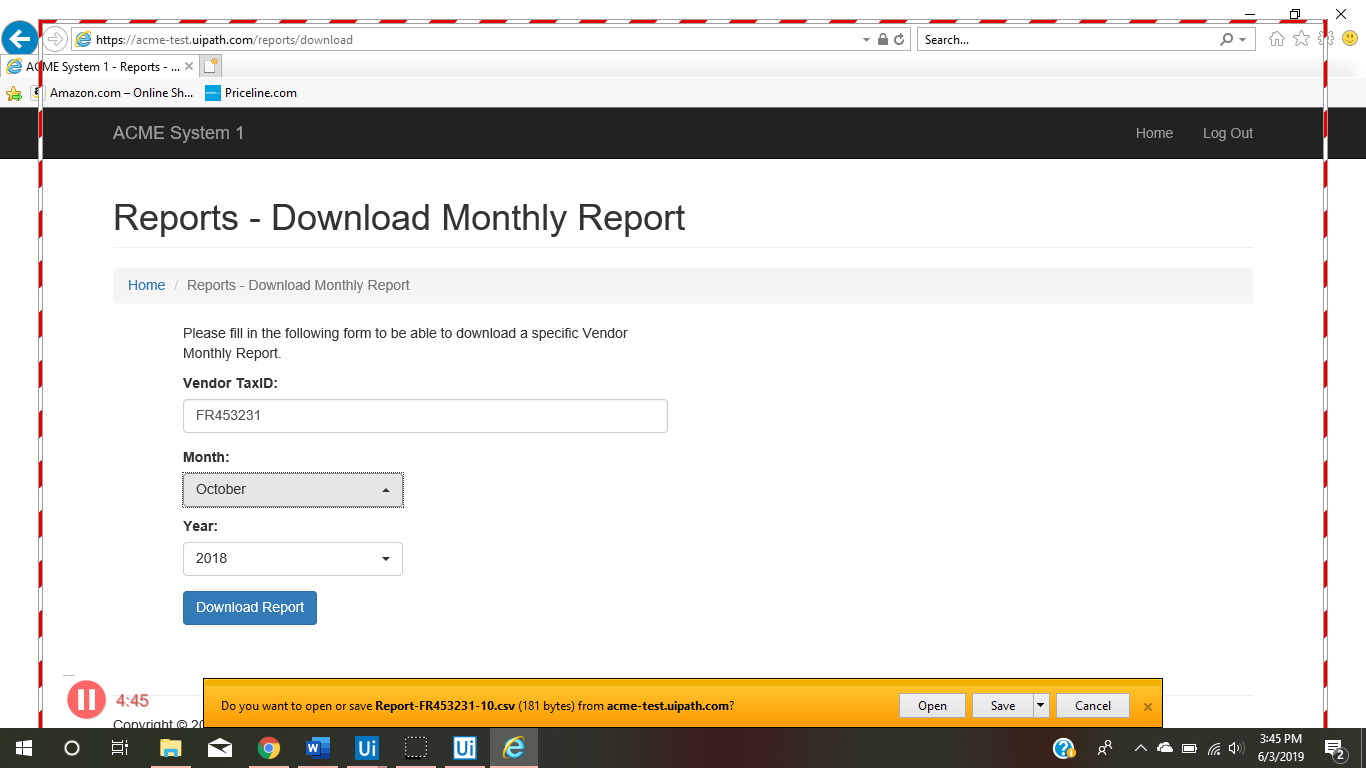 https://acme-test.uipath.com/reports/download
Search...
ACME System 1 - Reports - ...
Amazon.com – Online Sh...
Priceline.com
ACME System 1
Home
Log Out
Reports - Download Monthly Report
Home / Reports - Download Monthly Report
Please fill in the following form to be able to download a specific Vendor
Monthly Report.
Vendor TaxID:
FR453231
Month:
October
Year:
2018
Download Report
4:45
Do you want to open or save Report-FR453231-10.csv (181 bytes) from acme-test.uipath.com?
Open
Save
Cancel
Copyright © 20
Ui
Ui
3:45 PM
6/3/2019
2